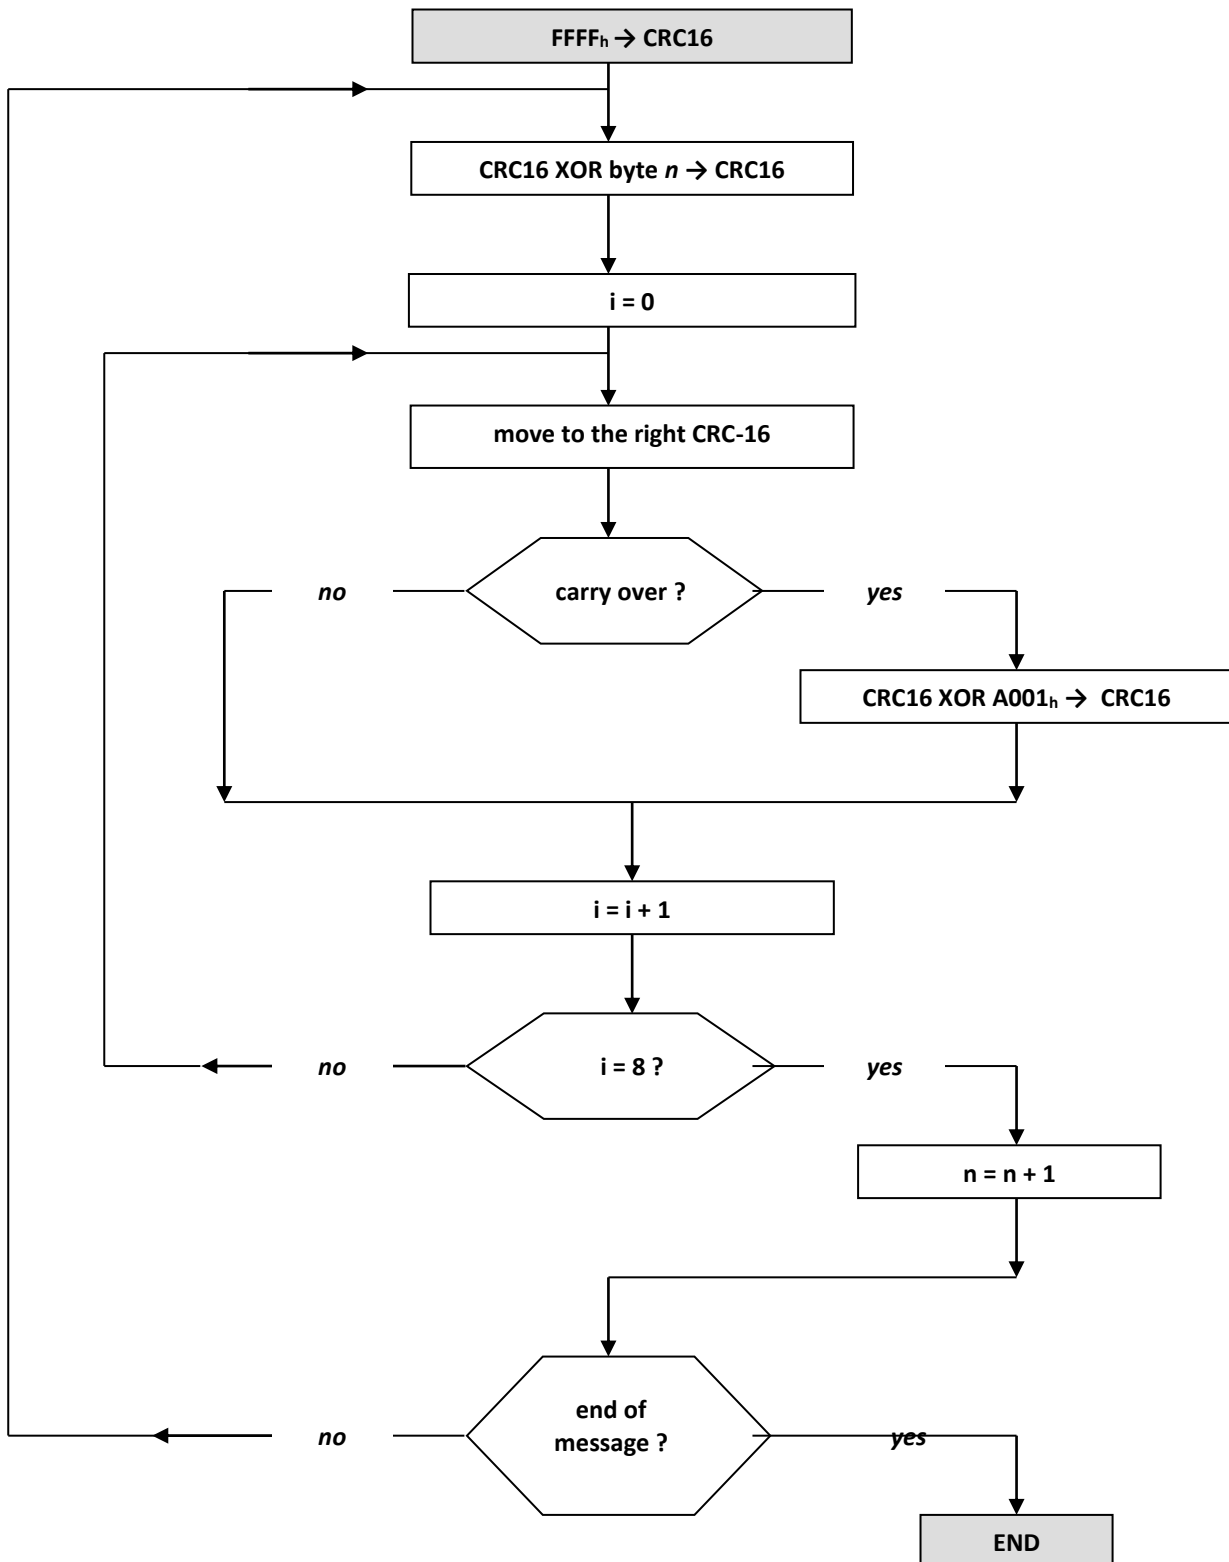 FFFFₕ → CRC16
CRC16 XOR byte n → CRC16
i = 0
move to the right CRC-16
no
carry over ?
yes
CRC16 XOR A001ₕ → CRC16
i = i + 1
no
i = 8 ?
yes
n = n + 1
end of
message ?
no
yes
END